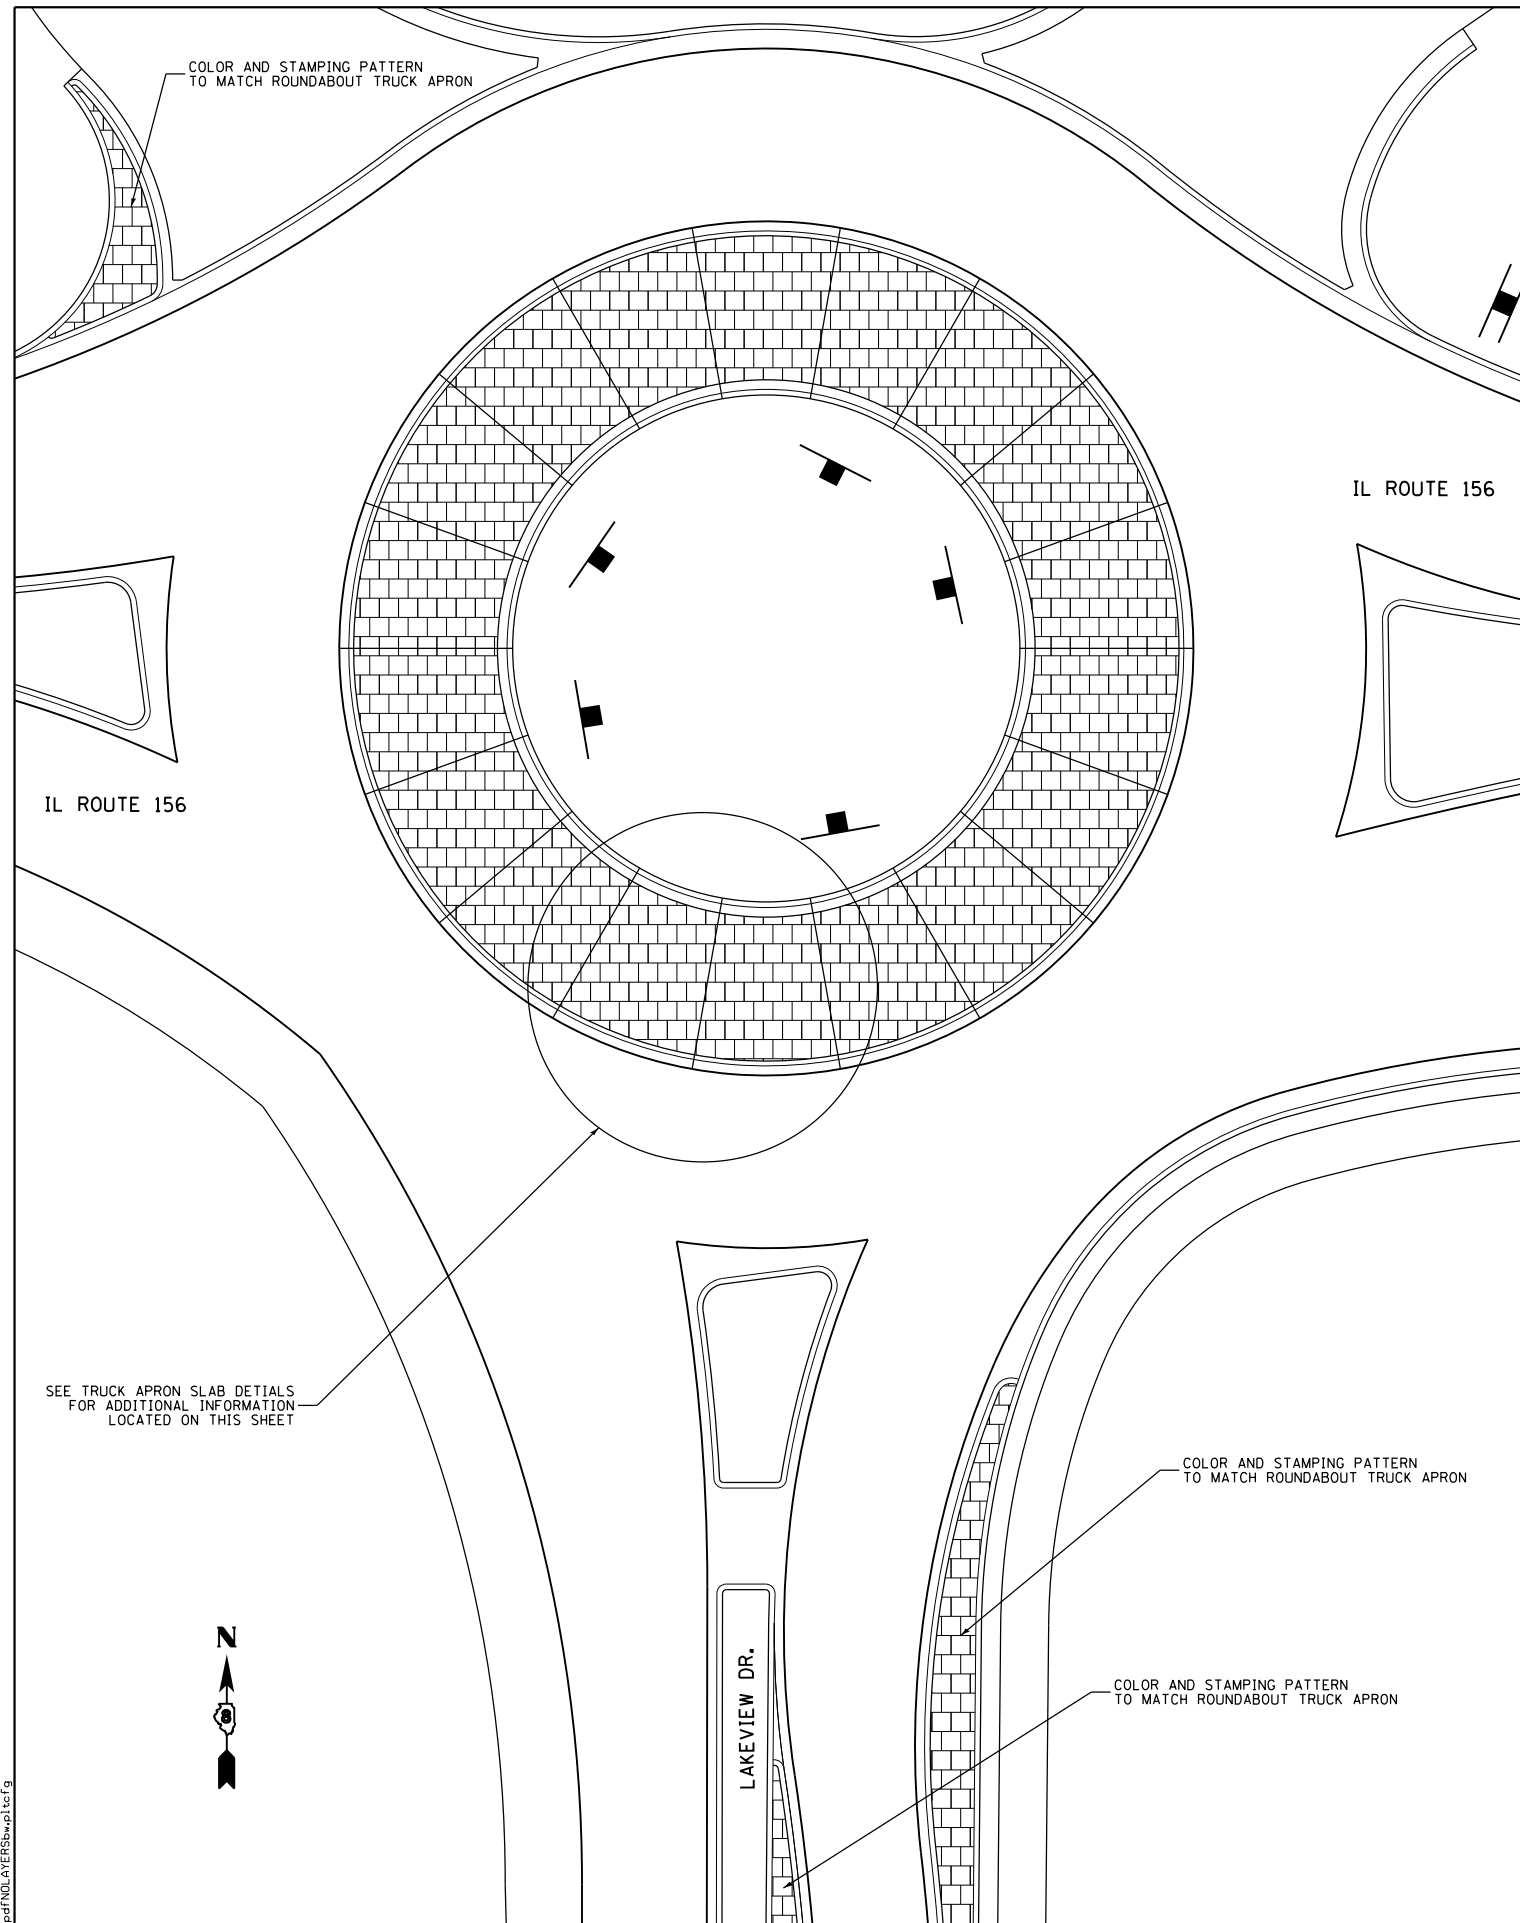 COLOR AND STAMPING PATTERN
TO MATCH ROUNDABOUT TRUCK APRON
IL ROUTE 156
IL ROUTE 156
SEE TRUCK APRON SLAB DETIALS
FOR ADDITIONAL INFORMATION
LOCATED ON THIS SHEET
COLOR AND STAMPING PATTERN
TO MATCH ROUNDABOUT TRUCK APRON
N
8
LAKEVIEW DR.
COLOR AND STAMPING PATTERN
TO MATCH ROUNDABOUT TRUCK APRON
pdfNOLAYERSbw.pltcfg